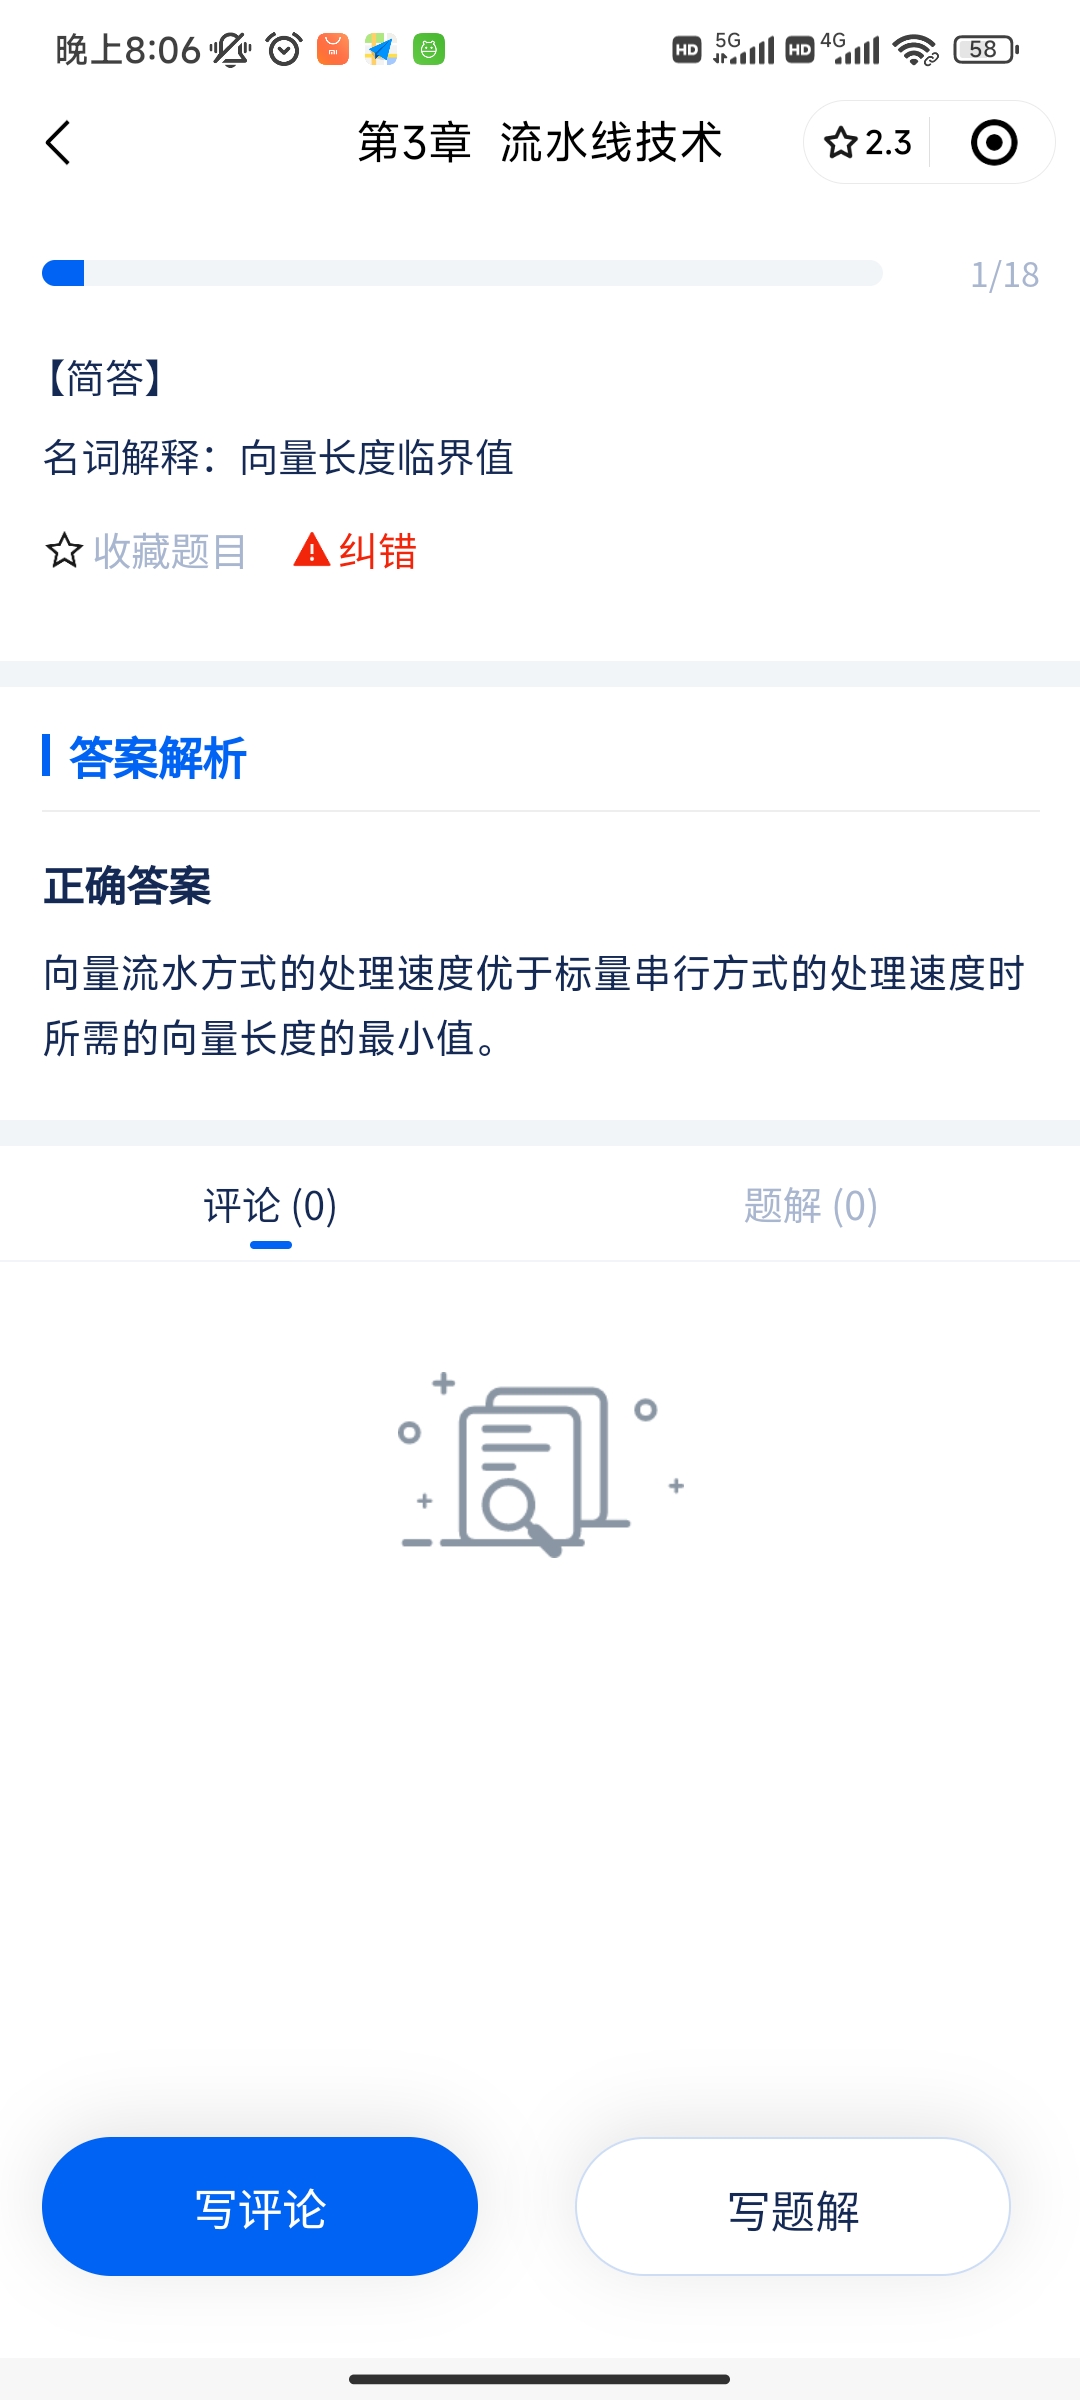 晚上8:06 HD 5G HD 4G 58
第3章 流水线技术 2.3
1/18
【简答】
名词解释：向量长度临界值
收藏题目 纠错
答案解析
正确答案
向量流水方式的处理速度优于标量串行方式的处理速度时
所需的向量长度的最小值。
评论 (0) 题解 (0)
写评论 写题解